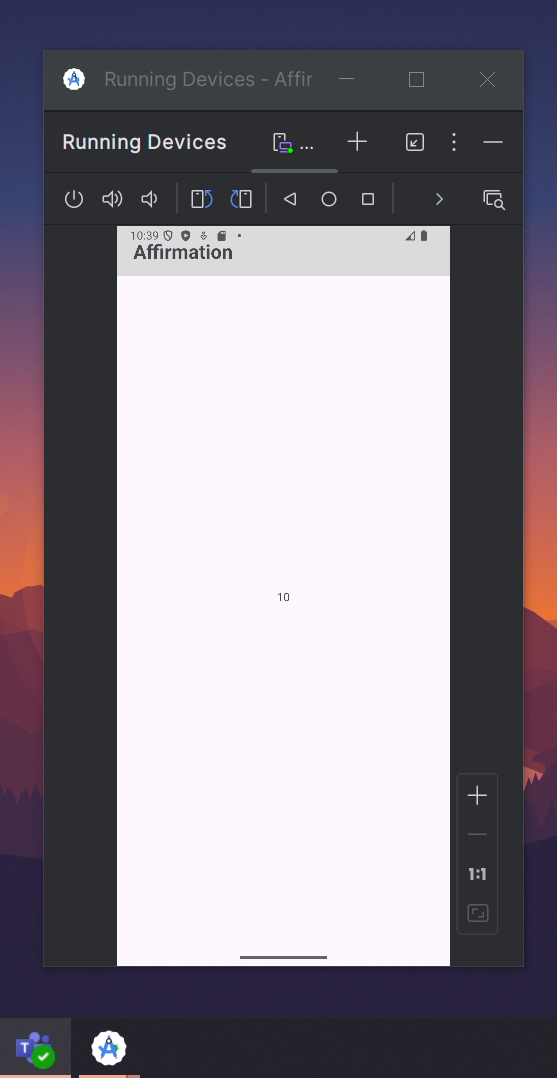 Running Devices - Affir
Running Devices
...
10:39
Affirmation
10
1:1
T